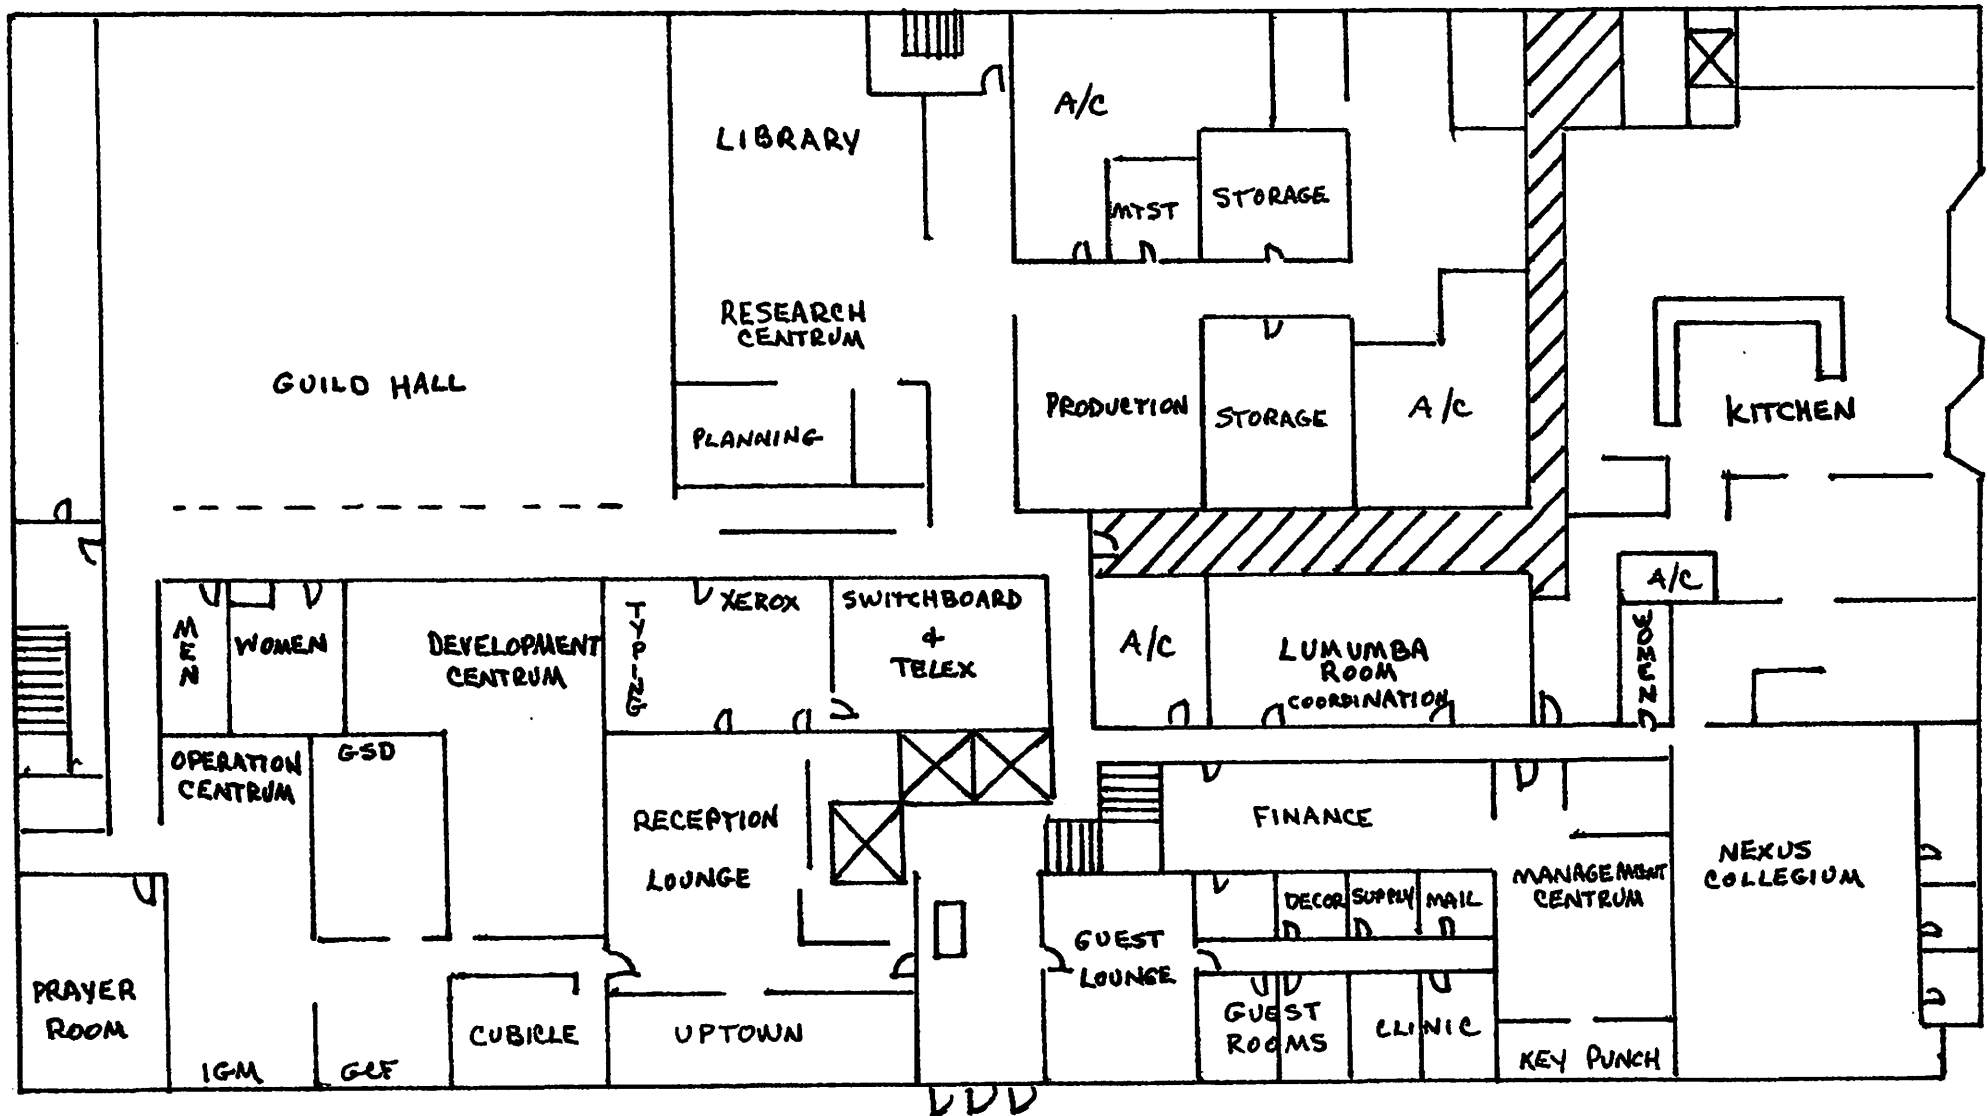 LIBRARY
A/C
MTST
STORAGE
RESEARCH
CENTRUM
GUILD HALL
PLANNING
PRODUCTION
STORAGE
A/C
KITCHEN
MEN
WOMEN
DEVELOPMENT
CENTRUM
TYPING
XEROX
SWITCHBOARD
&
TELEX
A/C
LUMUMBA
ROOM
COORDINATION
A/C
WOMEN
OPERATION
CENTRUM
GSD
RECEPTION
LOUNGE
FINANCE
MANAGEMENT
CENTRUM
NEXUS
COLLEGIUM
DECOR
SUPPLY
MAIL
GUEST
LOUNGE
PRAYER
ROOM
IGM
GCF
CUBICLE
UPTOWN
GUEST
ROOMS
CLINIC
KEY PUNCH